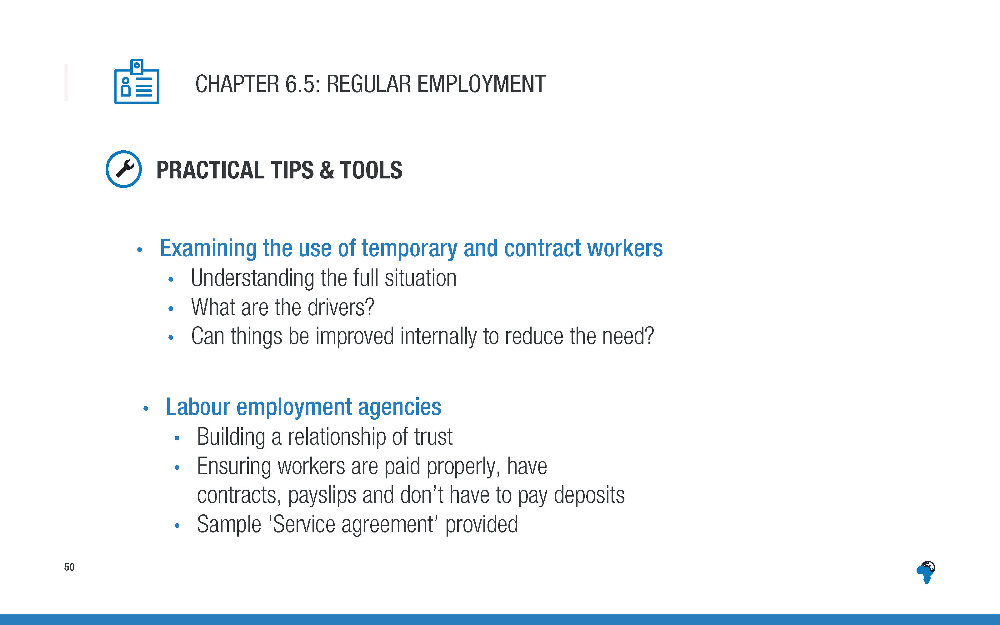 CHAPTER 6.5: REGULAR EMPLOYMENT
PRACTICAL TIPS & TOOLS
• Examining the use of temporary and contract workers
• Understanding the full situation
• What are the drivers?
• Can things be improved internally to reduce the need?
• Labour employment agencies
• Building a relationship of trust
• Ensuring workers are paid properly, have
contracts, payslips and don’t have to pay deposits
• Sample ‘Service agreement’ provided
50